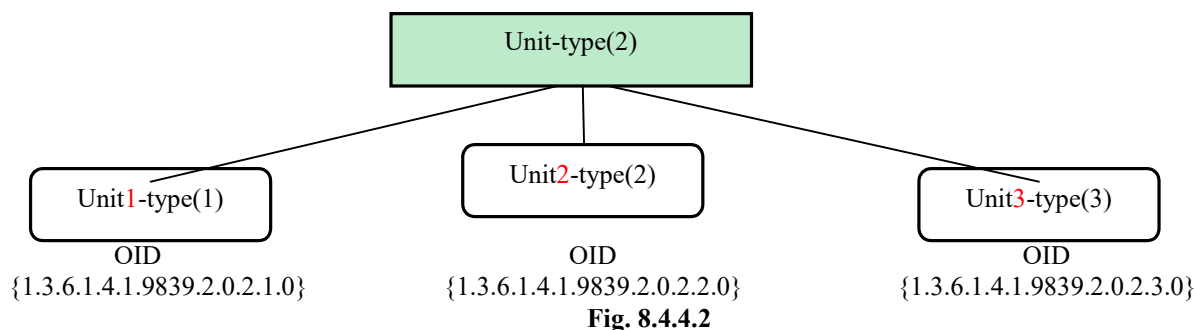 Unit-type(2)
Unit1-type(1)
Unit2-type(2)
Unit3-type(3)
OID
{1.3.6.1.4.1.9839.2.0.2.1.0}
OID
{1.3.6.1.4.1.9839.2.0.2.2.0}
OID
{1.3.6.1.4.1.9839.2.0.2.3.0}
Fig. 8.4.4.2